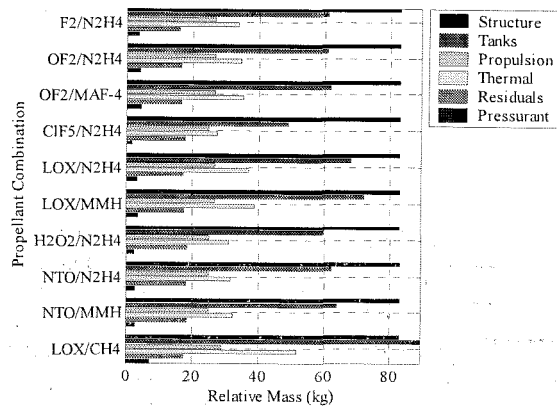 Propellant Combination
F2/N2H4
OF2/N2H4
OF2/MAF-4
ClF5/N2H4
LOX/N2H4
LOX/MMH
H2O2/N2H4
NTO/N2H4
NTO/MMH
LOX/CH4
0 20 40 60 80
Relative Mass (kg)
Structure
Tanks
Propulsion
Thermal
Residuals
Pressurant